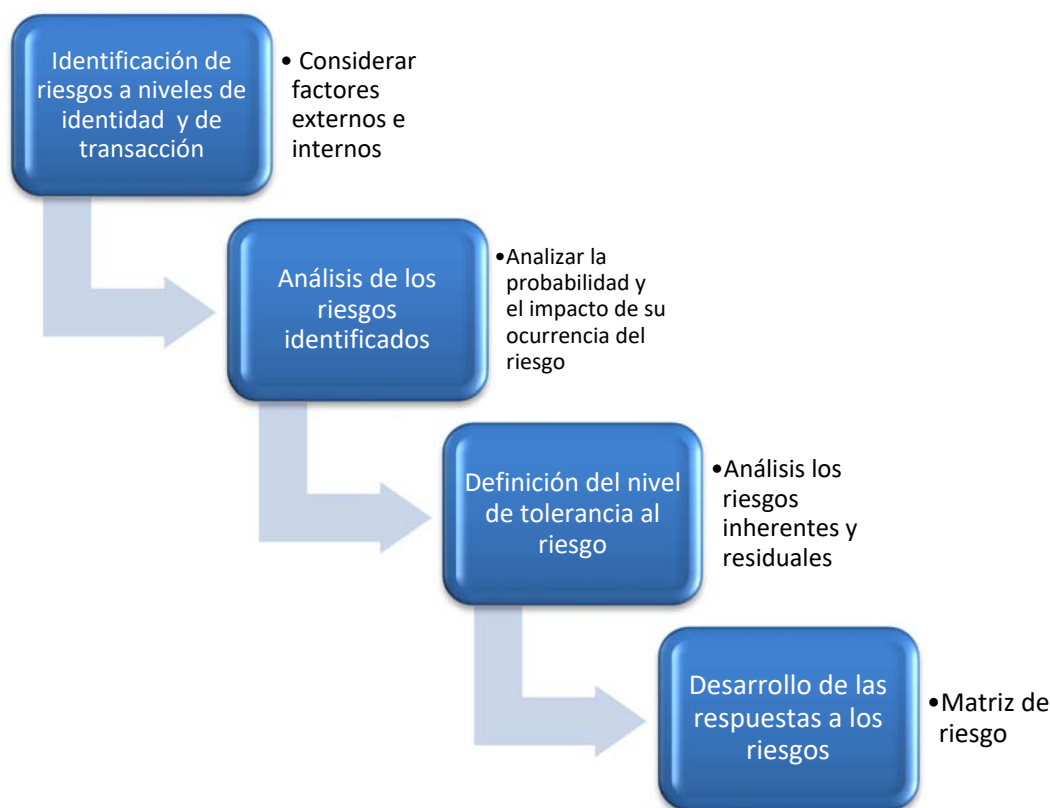 Identificación de
riesgos a niveles de
identidad y de
transacción
• Considerar
factores
externos e
internos
Análisis de los
riesgos
identificados
•Analizar la
probabilidad y
el impacto de su
ocurrencia del
riesgo
Definición del nivel
de tolerancia al
riesgo
•Análisis los
riesgos
inherentes y
residuales
Desarrollo de las
respuestas a los
riesgos
•Matriz de
riesgo